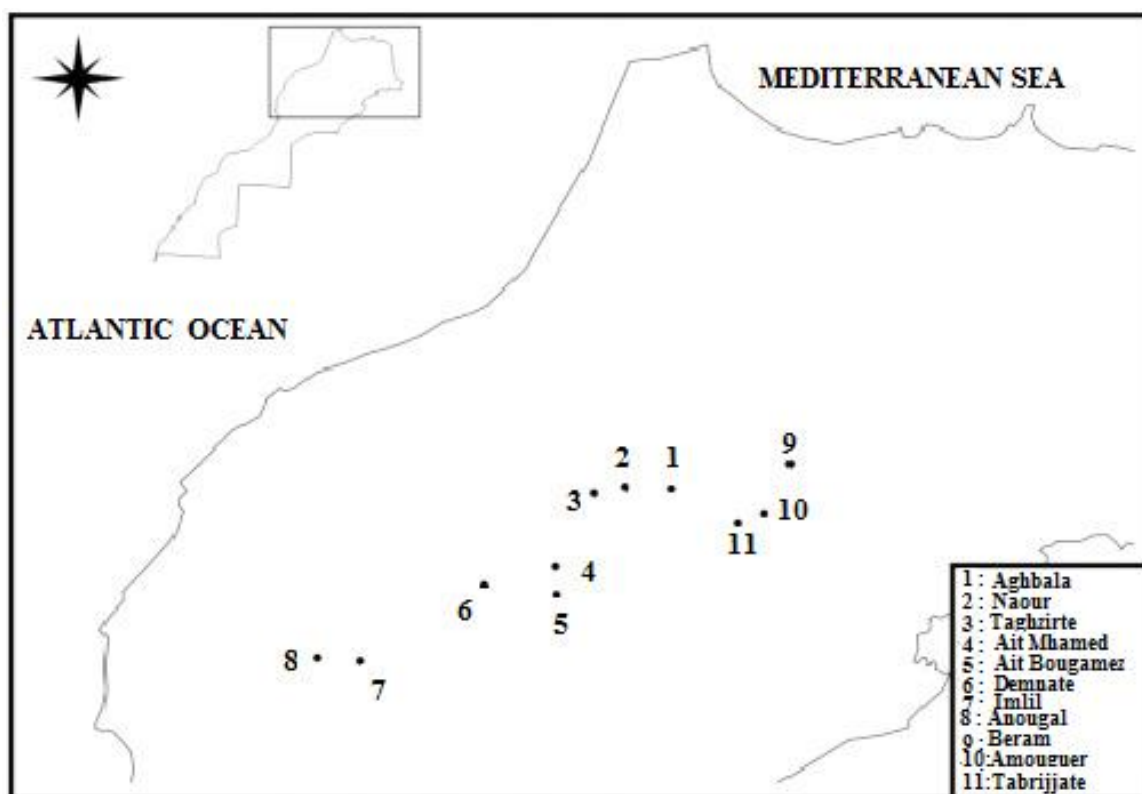 MEDITERRANEAN SEA
ATLANTIC OCEAN
9
2 1
3
10
11
4
6
5
8
7
1: Aghbala
2: Naour
3: Taghzirte
4: Ait Mhamed
5: Ait Bougamez
6: Demnate
7: Imlil
8: Anougal
9: Beram
10: Amouguer
11: Tabrijjate